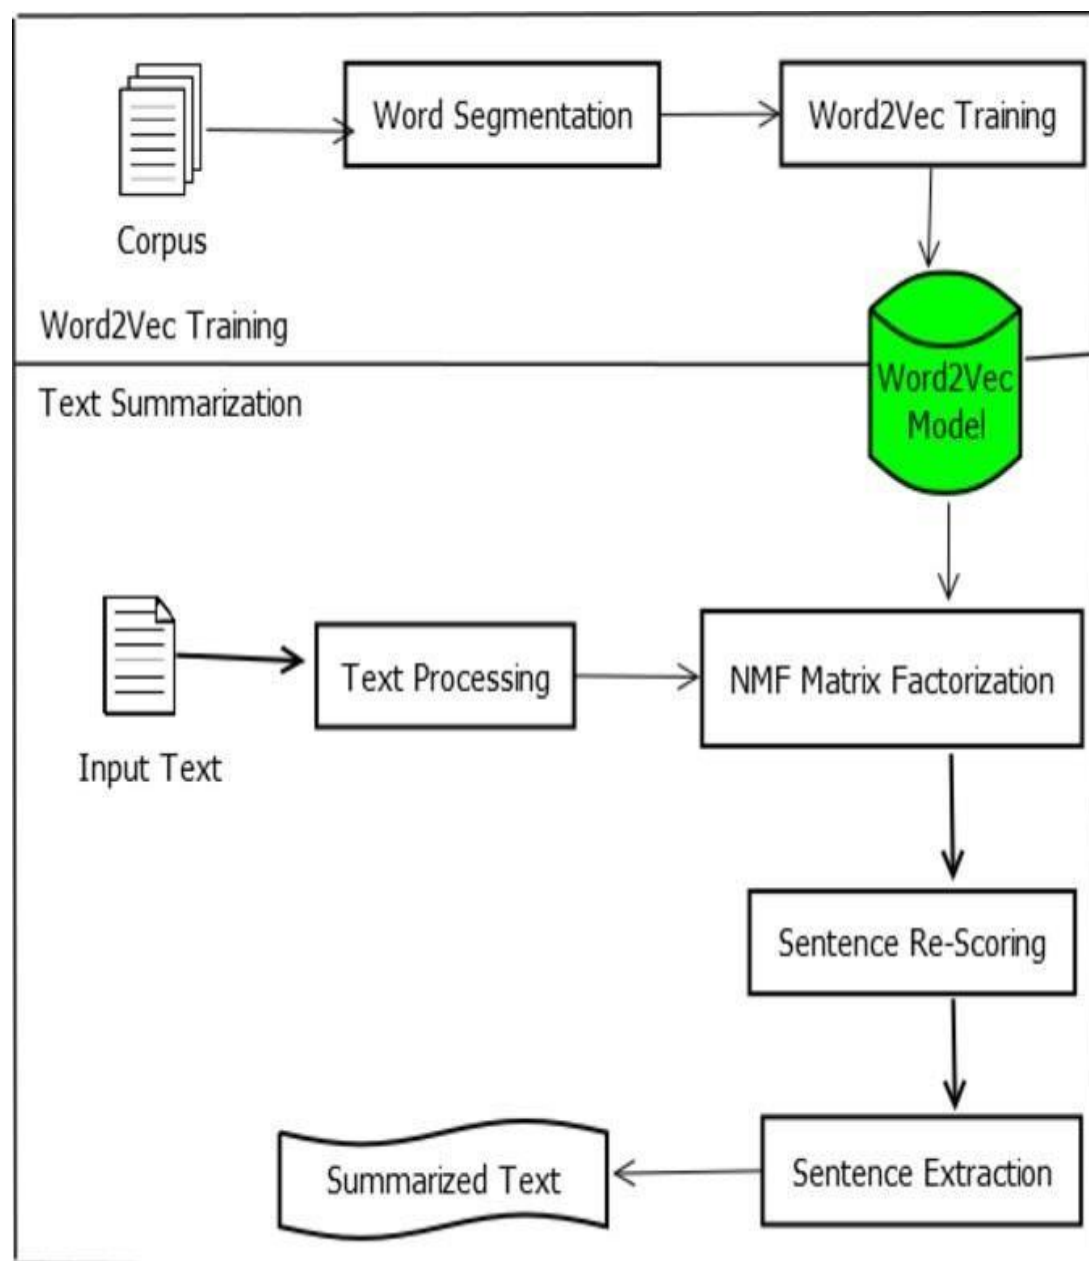 Word Segmentation
Word2Vec Training
Corpus
Word2Vec Training
Word2Vec
Model
Text Summarization
Input Text
Text Processing
NMF Matrix Factorization
Sentence Re-Scoring
Sentence Extraction
Summarized Text